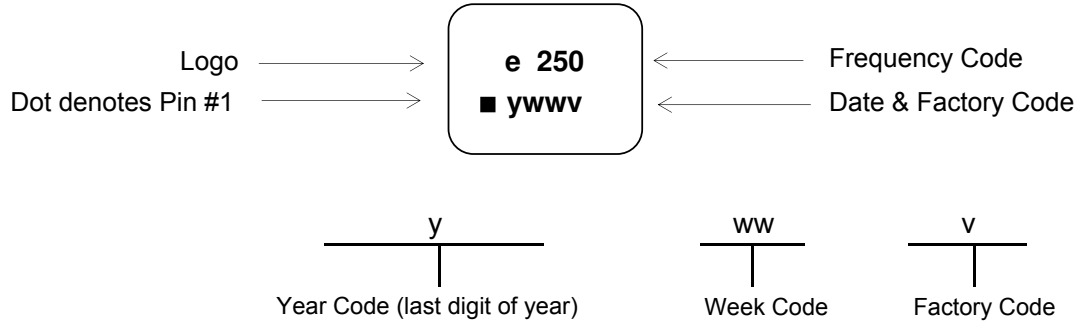 Logo e 250 Frequency Code
Dot denotes Pin #1 ■ ywwv Date & Factory Code
y ww v
Year Code (last digit of year) Week Code Factory Code